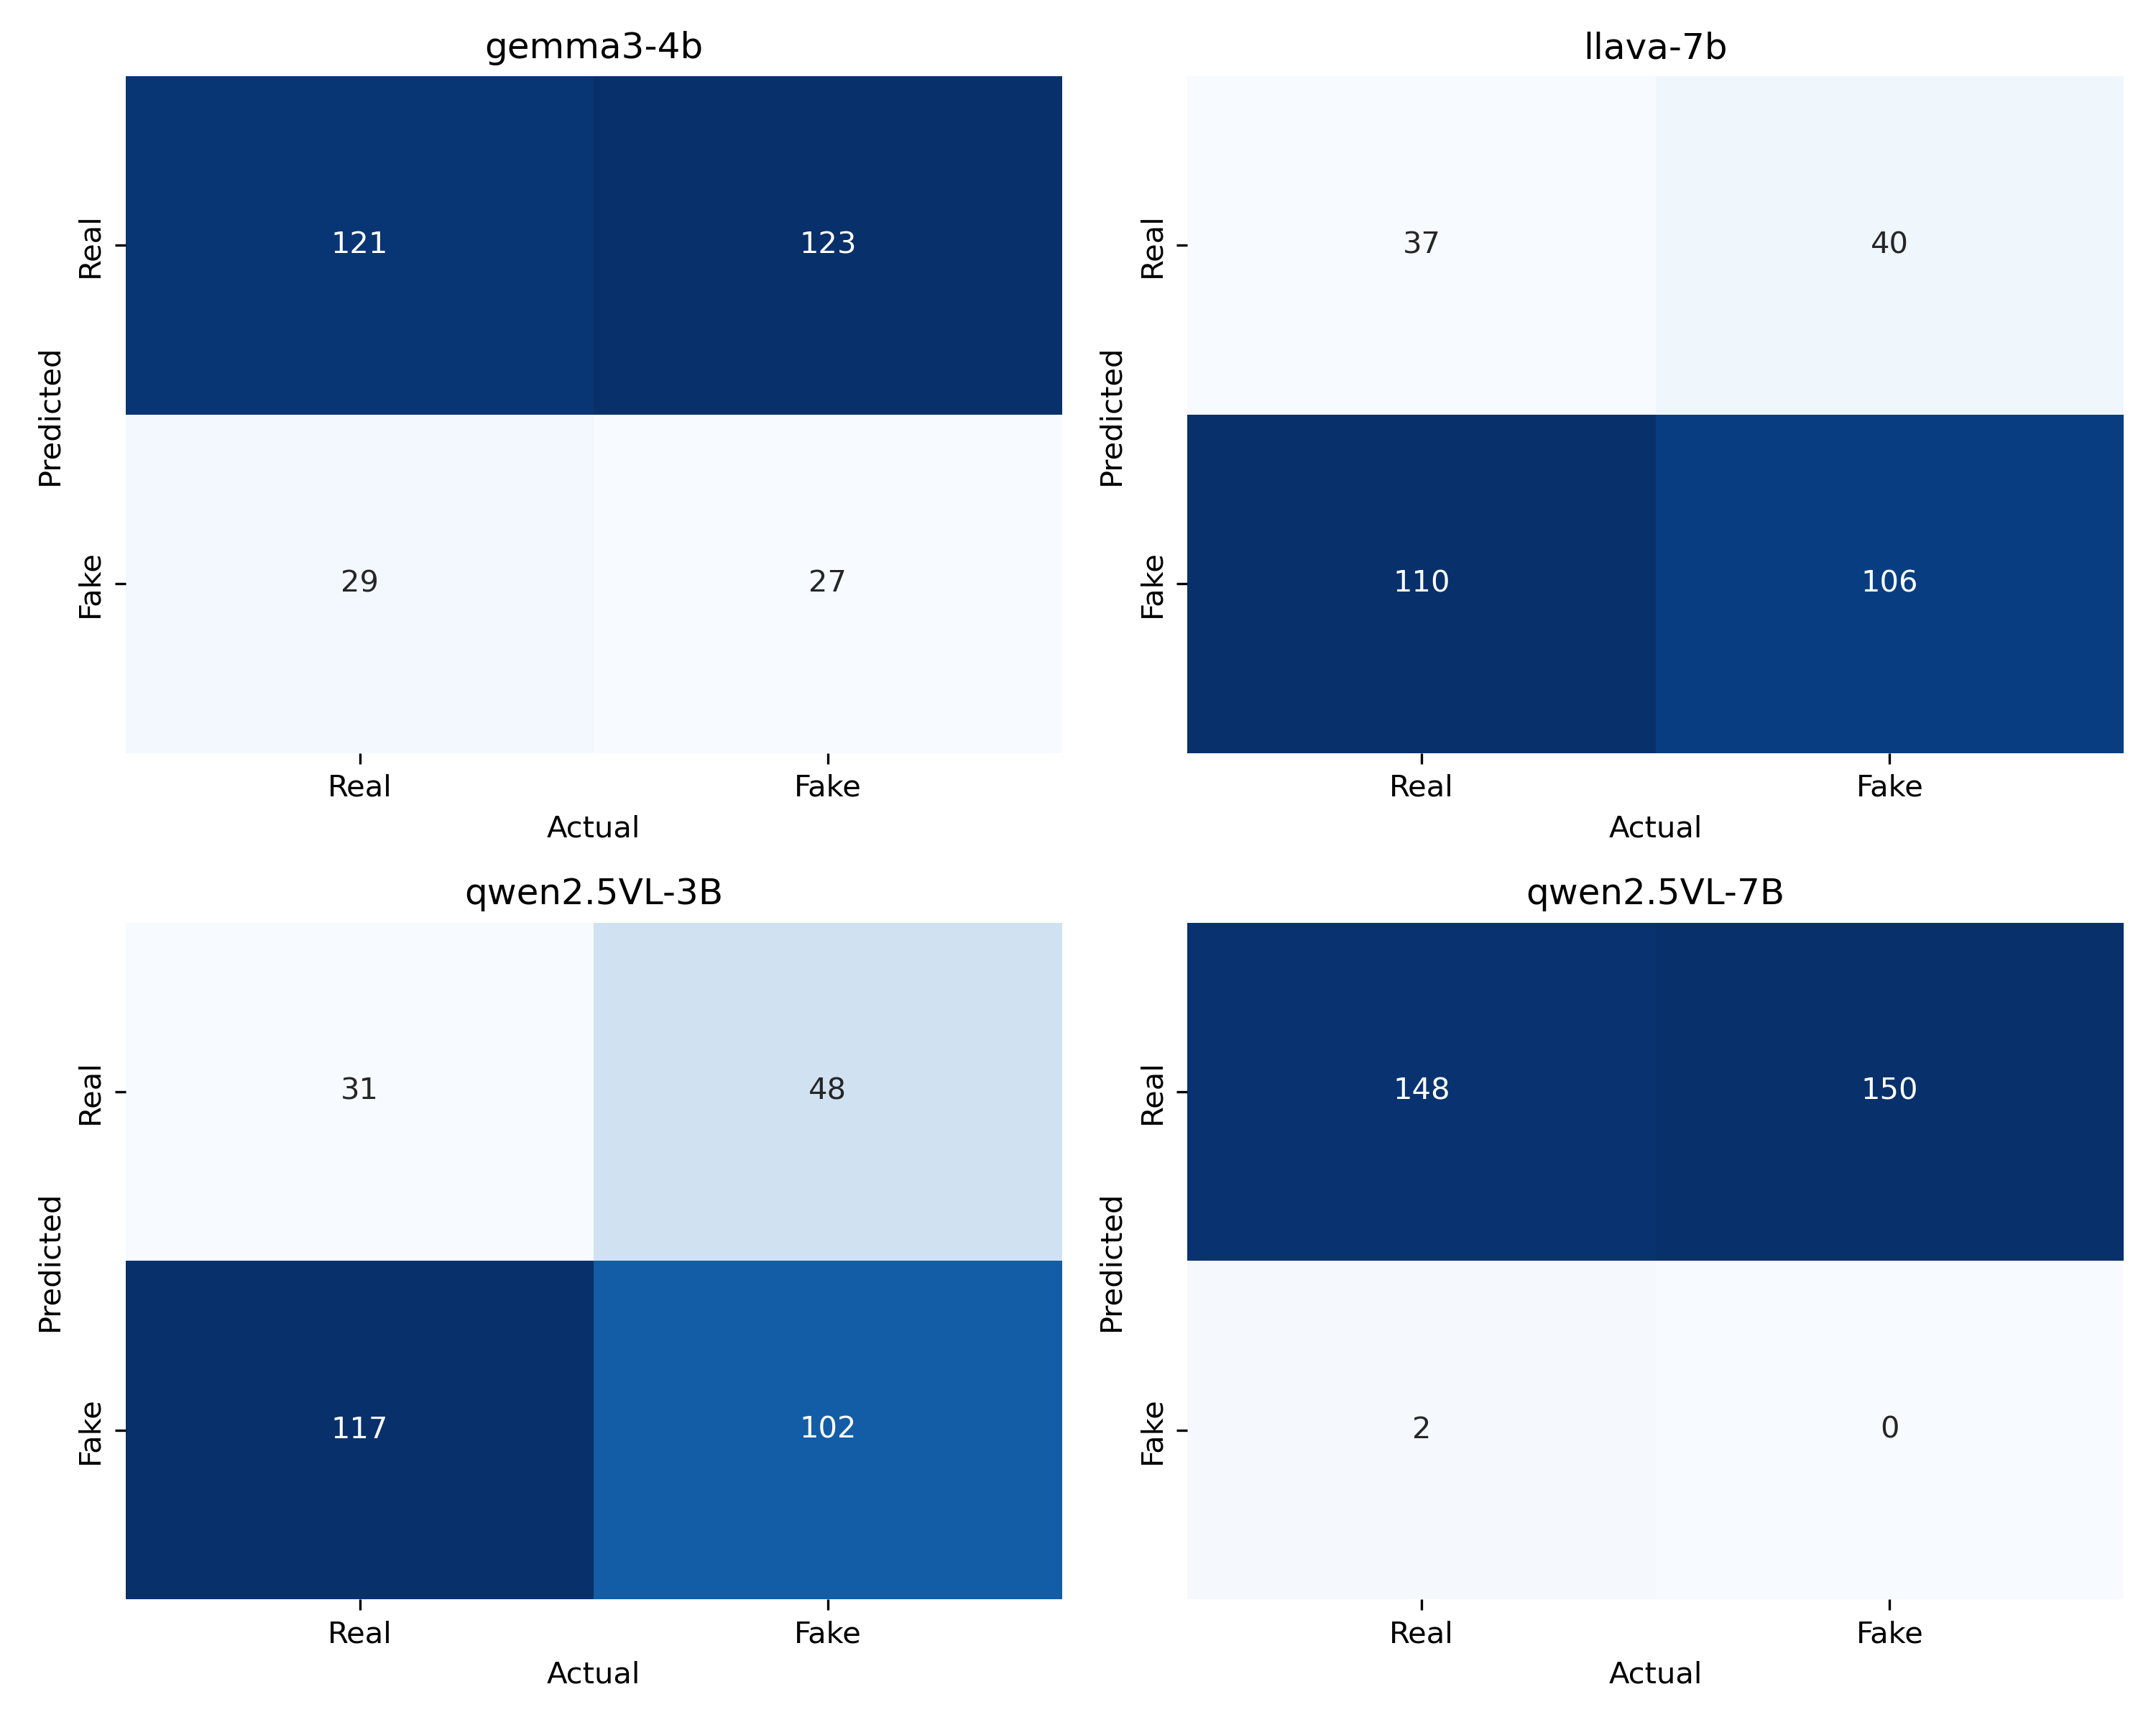 gemma3-4b
Predicted
Real
Fake
121
123
29
27
Real
Fake
Actual
llava-7b
Predicted
Real
Fake
37
40
110
106
Real
Fake
Actual
qwen2.5VL-3B
Predicted
Real
Fake
31
48
117
102
Real
Fake
Actual
qwen2.5VL-7B
Predicted
Real
Fake
148
150
2
0
Real
Fake
Actual